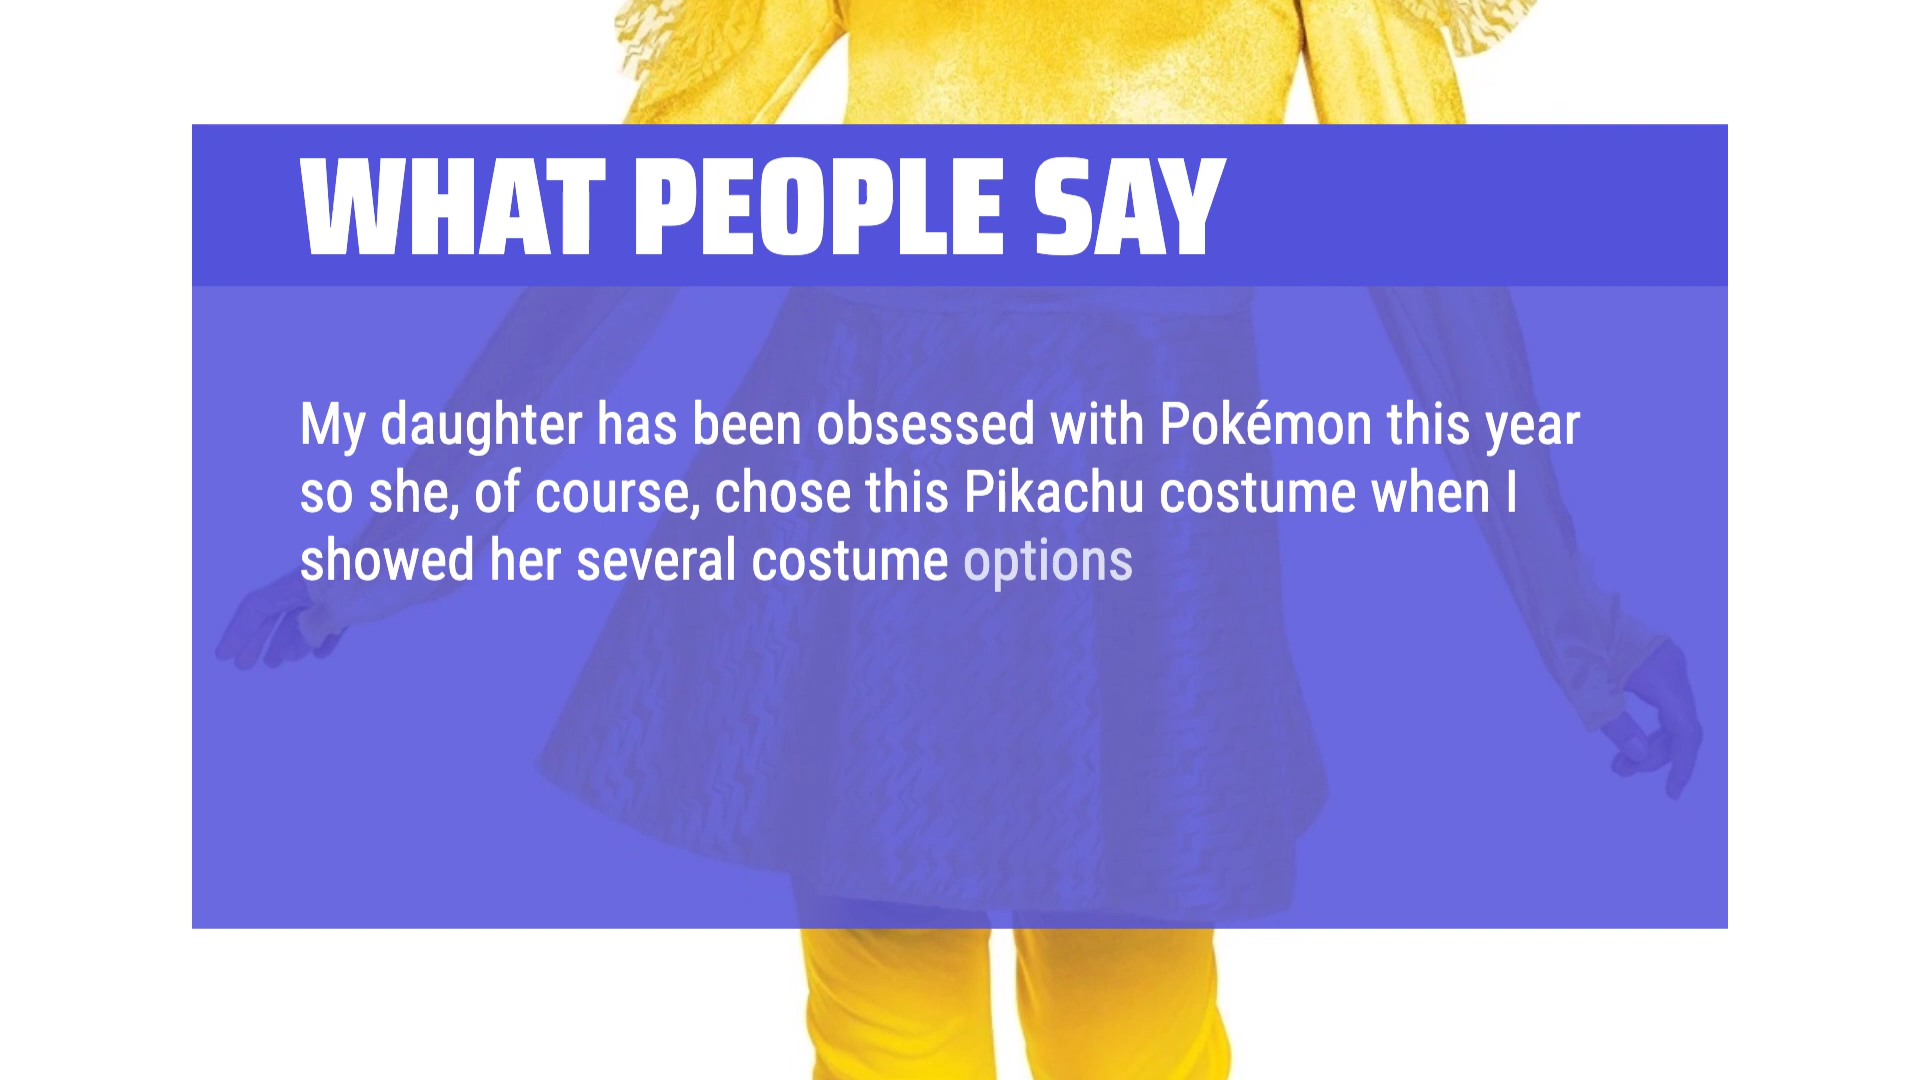 WHAT PEOPLE SAY
My daughter has been obsessed with Pokémon this year
so she, of course, chose this Pikachu costume when I
showed her several costume options